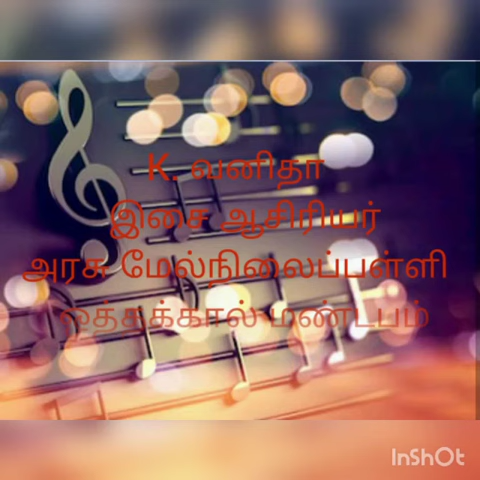 K. வனிதா
இசை ஆசிரியர்
அரசு மேல்நிலைப்பள்ளி
ஒத்தக்கால் மண்டபம்
InShOt